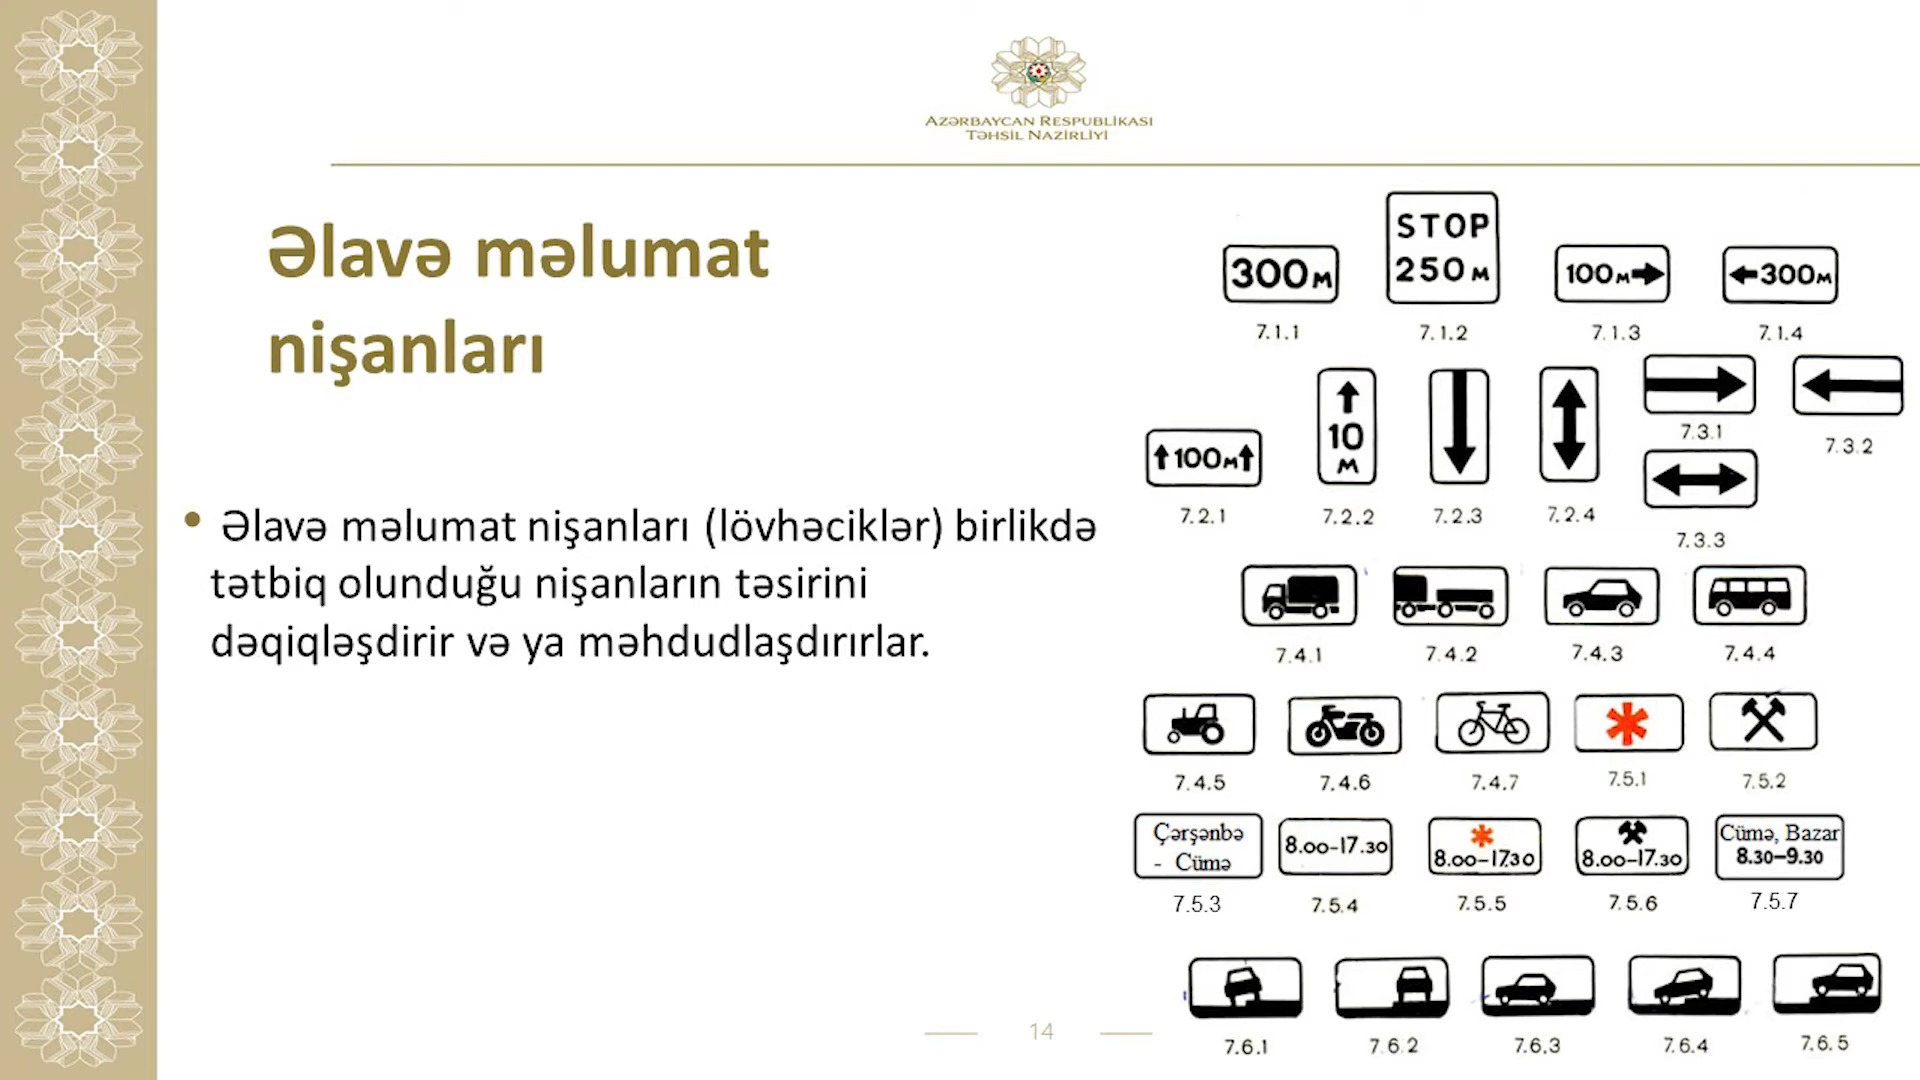 AZƏRBAYCAN RESPUBLİKASI
TƏHSİL NAZİRLİYİ
Əlavə məlumat
nişanları
Əlavə məlumat nişanları (lövhəciklər) birlikdə
tətbiq olunduğu nişanların təsirini
dəqiqləşdirir və ya məhdudlaşdırırlar.
300м
STOP
250м
100м
300м
7.1.1 7.1.2 7.1.3 7.1.4
100м
10
м
7.3.1 7.3.2
7.2.1 7.2.2 7.2.3 7.2.4
7.3.3
7.4.1 7.4.2 7.4.3 7.4.4
7.4.5 7.4.6 7.4.7 7.5.1 7.5.2
Çərşənbə
- Cümə
8.00-17.30
8.00-17.30
8.00-17.30
Cümə, Bazar
8.30-9.30
7.5.3 7.5.4 7.5.5 7.5.6 7.5.7
7.6.1 7.6.2 7.6.3 7.6.4 7.6.5
14